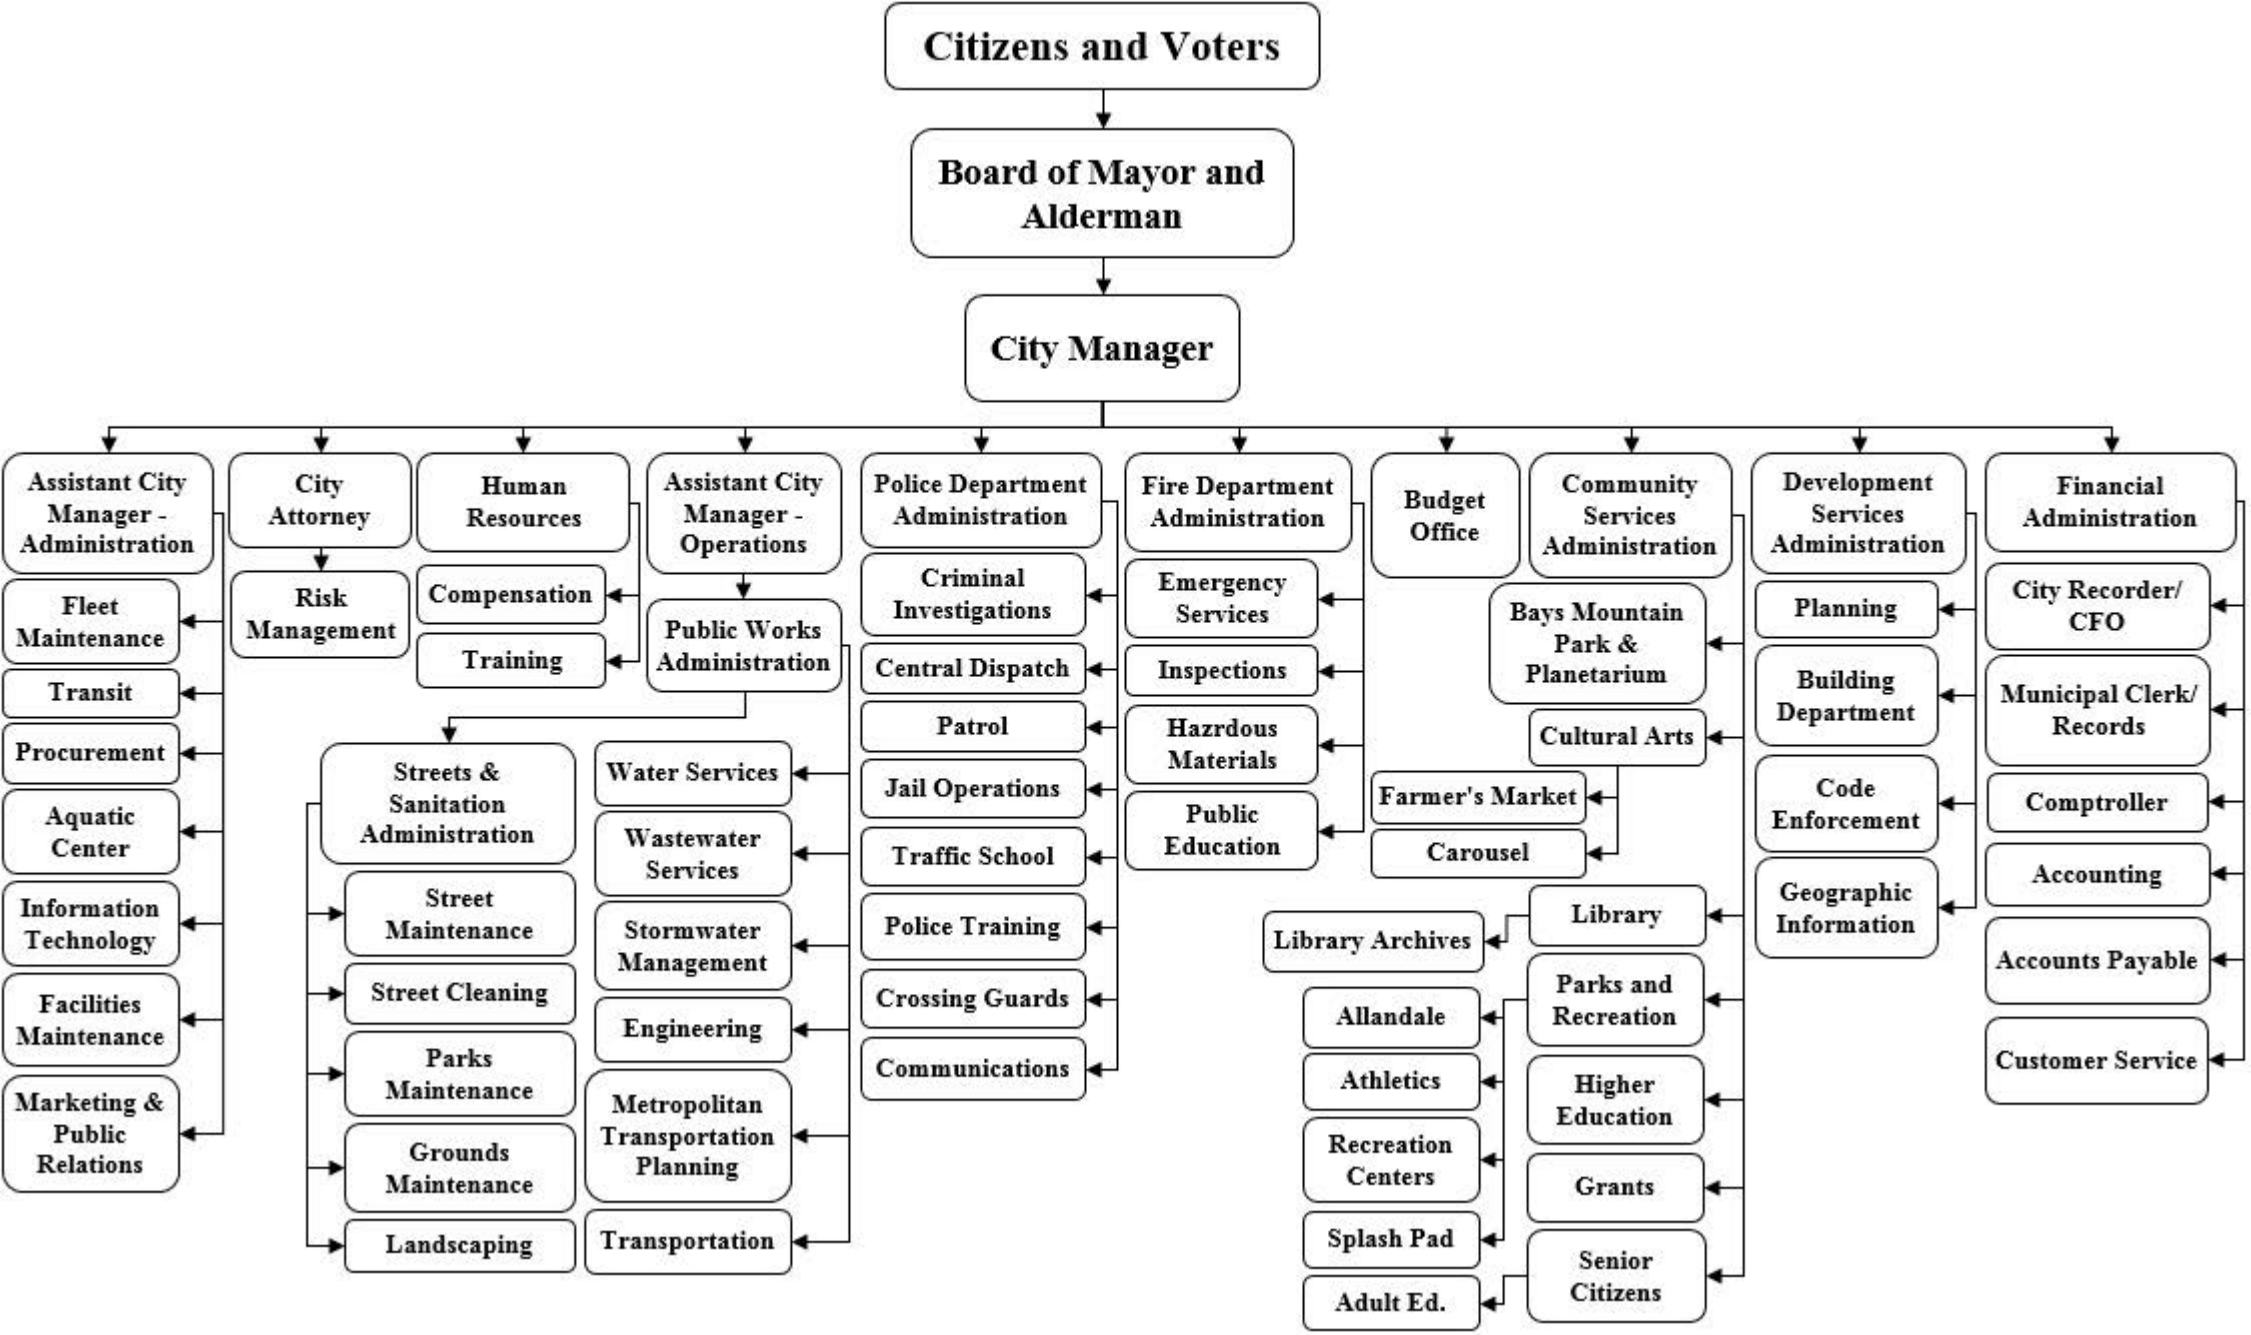 Citizens and Voters
Board of Mayor and
Alderman
City Manager
Assistant City
Manager -
Administration
Fleet
Maintenance
Transit
Procurement
Aquatic
Center
Information
Technology
Facilities
Maintenance
Marketing &
Public
Relations
City
Attorney
Risk
Management
Human
Resources
Compensation
Training
Assistant City
Manager -
Operations
Public Works
Administration
Streets &
Sanitation
Administration
Street
Maintenance
Street Cleaning
Parks
Maintenance
Grounds
Maintenance
Landscaping
Water Services
Wastewater
Services
Stormwater
Management
Engineering
Metropolitan
Transportation
Planning
Transportation
Police Department
Administration
Criminal
Investigations
Central Dispatch
Patrol
Jail Operations
Traffic School
Police Training
Crossing Guards
Communications
Fire Department
Administration
Emergency
Services
Inspections
Hazrdous
Materials
Public
Education
Budget
Office
Community
Services
Administration
Bays Mountain
Park &
Planetarium
Cultural Arts
Farmer's Market
Carousel
Library
Library Archives
Parks and
Recreation
Allandale
Athletics
Recreation
Centers
Splash Pad
Higher
Education
Grants
Senior
Citizens
Adult Ed.
Development
Services
Administration
Planning
Building
Department
Code
Enforcement
Geographic
Information
Financial
Administration
City Recorder/
CFO
Municipal Clerk/
Records
Comptroller
Accounting
Accounts Payable
Customer Service